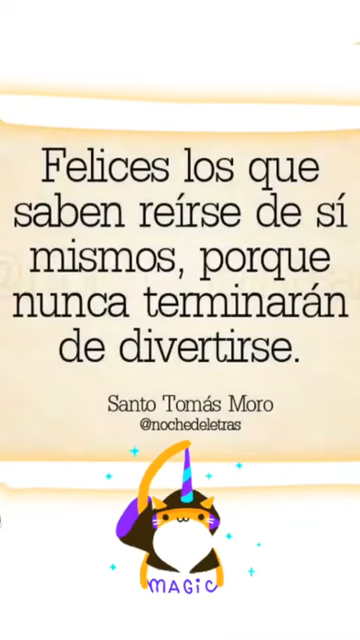 Felices los que
saben reírse de sí
mismos, porque
nunca terminarán
de divertirse.
Santo Tomás Moro
@nochedeletras
MAGIC